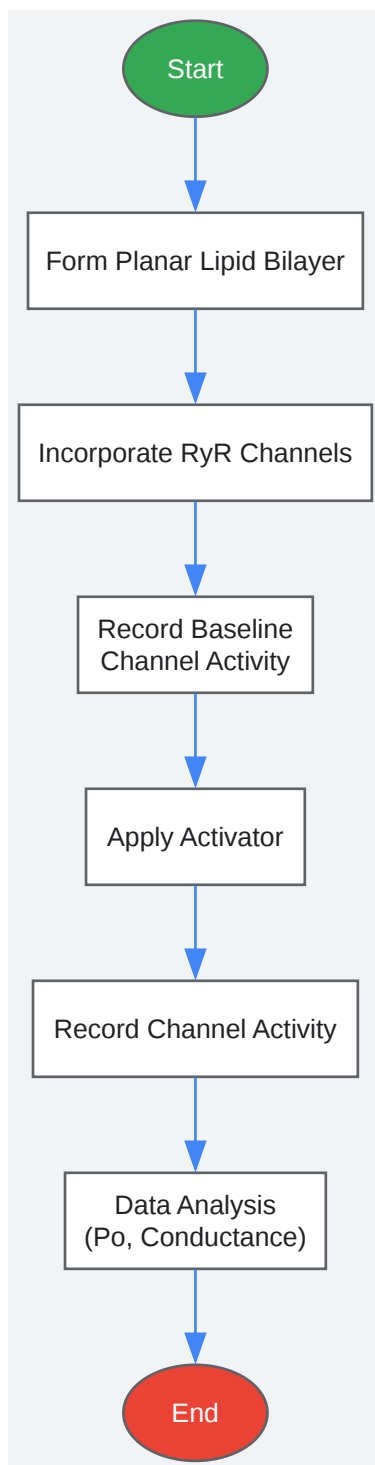 Start
Form Planar Lipid Bilayer
Incorporate RyR Channels
Record Baseline
Channel Activity
Apply Activator
Record Channel Activity
Data Analysis
(Po, Conductance)
End